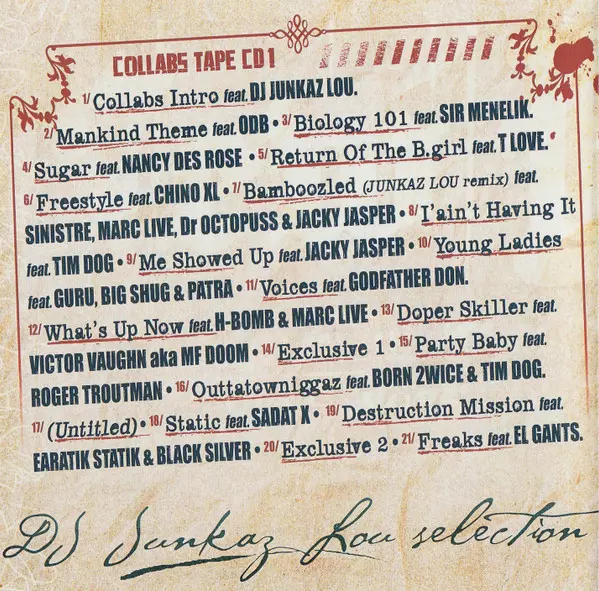 COLLABS TAPE CD1
1/ Collabs Intro feat. DJ JUNKAZ LOU.
2/ Mankind Theme feat. ODB • 3/ Biology 101 feat. SIR MENELIK.
4/ Sugar feat. NANCY DES ROSE • 5/ Return Of The B.girl feat. T LOVE.
6/ Freestyle feat. CHINO XL • 7/ Bamboozled (JUNKAZ LOU remix) feat.
SINISTRE, MARC LIVE, Dr OCTOPUSS & JACKY JASPER • 8/ I'ain't Having It
feat. TIM DOG • 9/ Me Showed Up feat. JACKY JASPER • 10/ Young Ladies
feat. GURU, BIG SHUG & PATRA • 11/ Voices feat. GODFATHER DON.
12/ What's Up Now feat. H-BOMB & MARC LIVE • 13/ Doper Skiller feat.
VICTOR VAUGHN aka MF DOOM • 14/ Exclusive 1 • 15/ Party Baby feat.
ROGER TROUTMAN • 16/ Outtatowniggaz feat. BORN 2WICE & TIM DOG.
17/ (Untitled) • 18/ Static feat. SADAT X • 19/ Destruction Mission feat.
EARATIK STATIK & BLACK SILVER • 20/ Exclusive 2 • 21/ Freaks feat. EL GANTS.
DJ Junkaz Lou selection